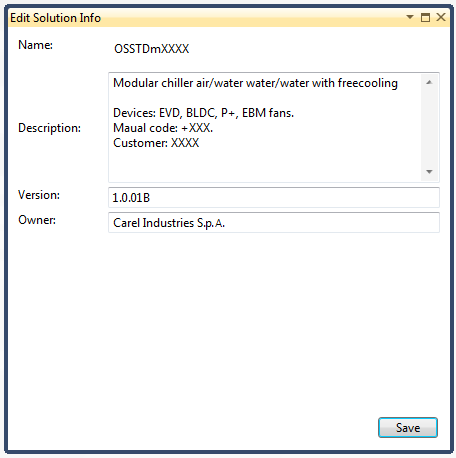 Edit Solution Info
Name: OSSTDmXXXX
Description:
Modular chiller air/water water/water with freecooling
Devices: EVD, BLDC, P+, EBM fans.
Maual code: +XXX.
Customer: XXXX
Version: 1.0.01B
Owner: Carel Industries S.p.A.
Save